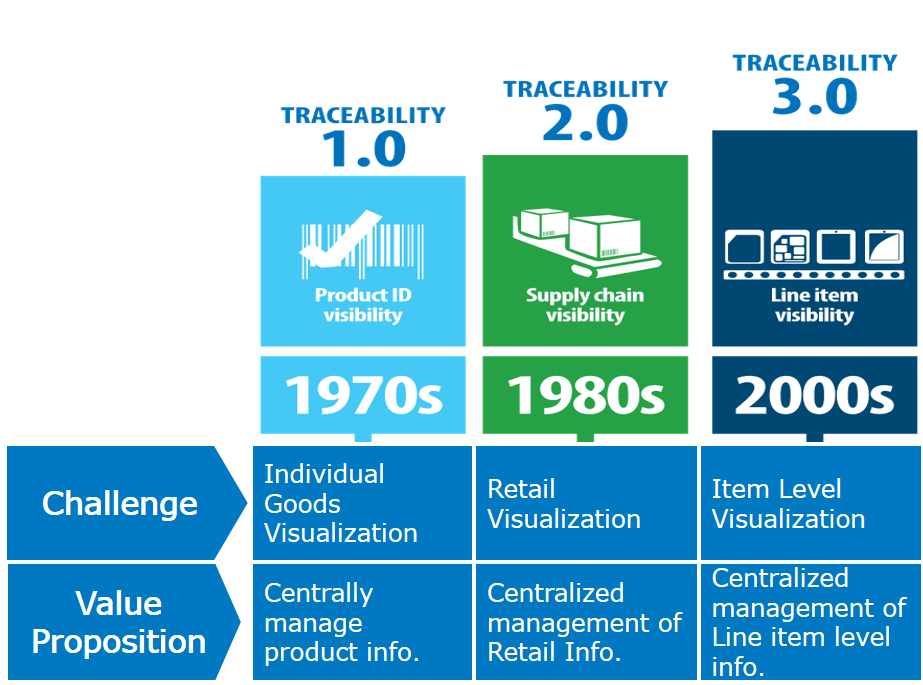 TRACEABILITY
1.0
TRACEABILITY
2.0
TRACEABILITY
3.0
Product ID
visibility
Supply chain
visibility
Line item
visibility
1970s
1980s
2000s
Challenge
Individual
Goods
Visualization
Retail
Visualization
Item Level
Visualization
Value
Proposition
Centrally
manage
product info.
Centralized
management of
Retail Info.
Centralized
management of
Line item level
info.